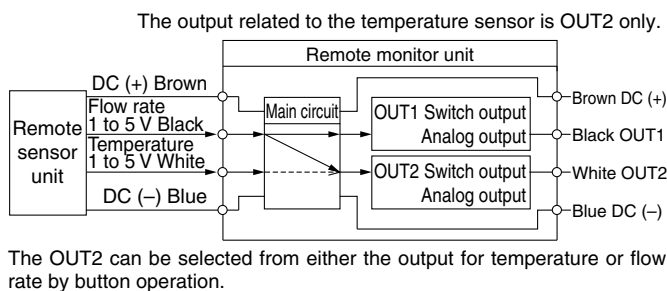 The output related to the temperature sensor is OUT2 only.
Remote monitor unit
DC (+) Brown
Flow rate
1 to 5 V Black
Temperature
1 to 5 V White
DC (–) Blue
Remote
sensor
unit
Main circuit
OUT1 Switch output
Analog output
OUT2 Switch output
Analog output
Brown DC (+)
Black OUT1
White OUT2
Blue DC (–)
The OUT2 can be selected from either the output for temperature or flow
rate by button operation.